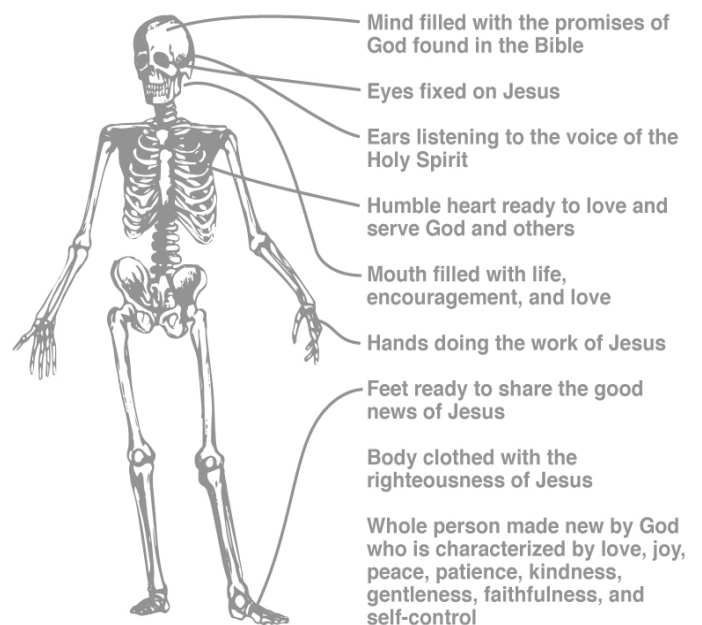 Mind filled with the promises of
God found in the Bible
Eyes fixed on Jesus
Ears listening to the voice of the
Holy Spirit
Humble heart ready to love and
serve God and others
Mouth filled with life,
encouragement, and love
Hands doing the work of Jesus
Feet ready to share the good
news of Jesus
Body clothed with the
righteousness of Jesus
Whole person made new by God
who is characterized by love, joy,
peace, patience, kindness,
gentleness, faithfulness, and
self-control